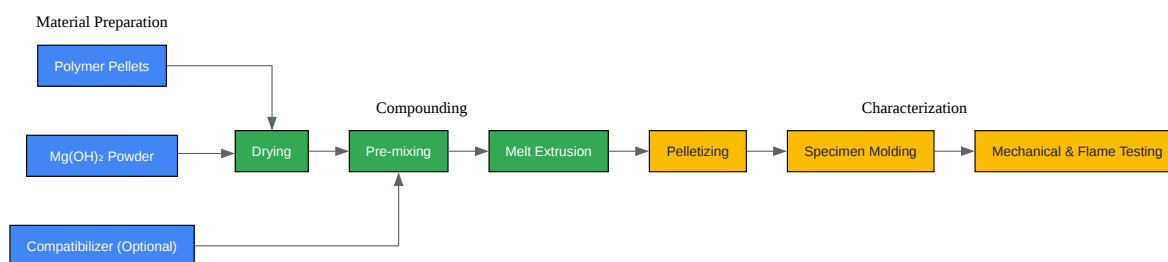 Material Preparation
Polymer Pellets
Compounding
Characterization
Mg(OH)₂ Powder
Drying
Pre-mixing
Melt Extrusion
Pelletizing
Specimen Molding
Mechanical & Flame Testing
Compatibilizer (Optional)